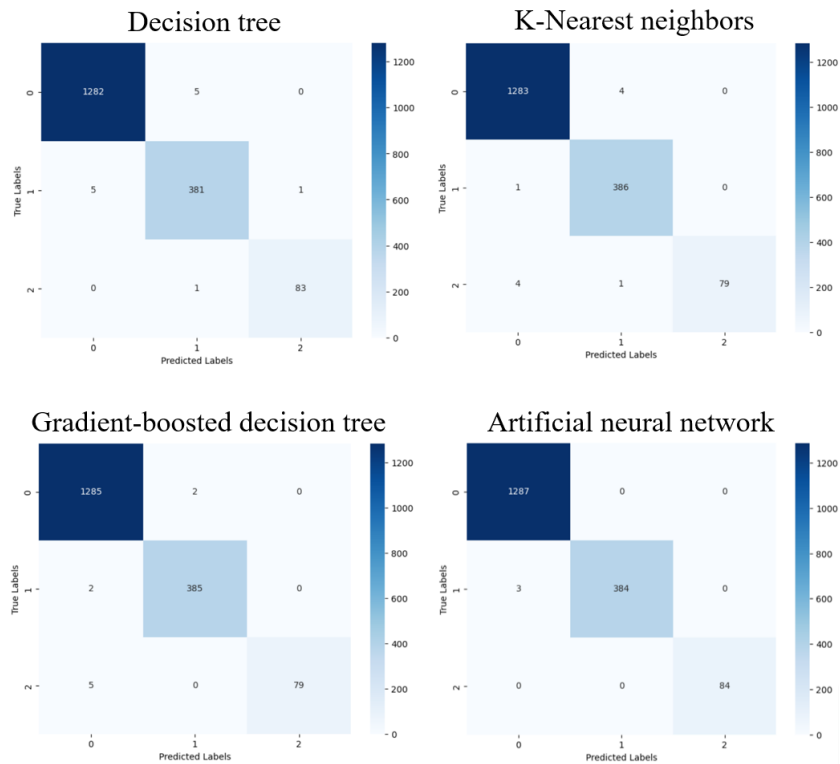 Decision tree
K-Nearest neighbors
1282 5 0
5 381 1
0 1 83
0
1
2
True Labels
0 1 2
Predicted Labels
1200
1000
800
600
400
200
0
1283 4 0
1 386 0
4 1 79
0
1
2
True Labels
0 1 2
Predicted Labels
1200
1000
800
600
400
200
0
Gradient-boosted decision tree
Artificial neural network
1285 2 0
2 385 0
5 0 79
0
1
2
True Labels
0 1 2
Predicted Labels
1200
1000
800
600
400
200
0
1287 0 0
3 384 0
0 0 84
0
1
2
True Labels
0 1 2
Predicted Labels
1200
1000
800
600
400
200
0